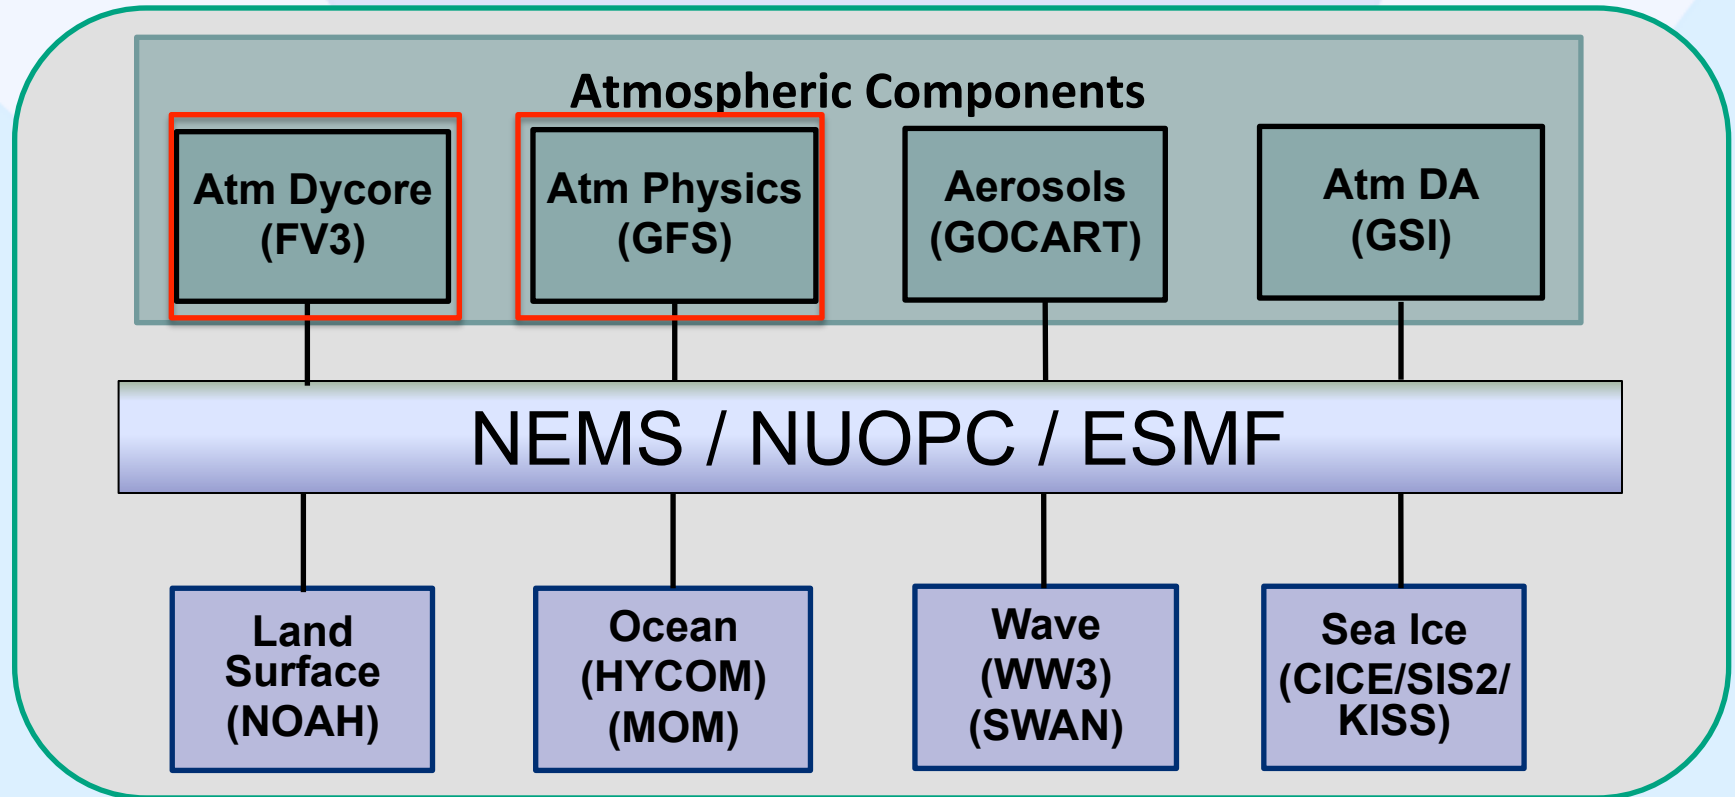 Atmospheric Components
Atm Dycore
(FV3)
Atm Physics
(GFS)
Aerosols
(GOCART)
Atm DA
(GSI)
NEMS / NUOPC / ESMF
Land
Surface
(NOAH)
Ocean
(HYCOM)
(MOM)
Wave
(WW3)
(SWAN)
Sea Ice
(CICE/SIS2/
KISS)